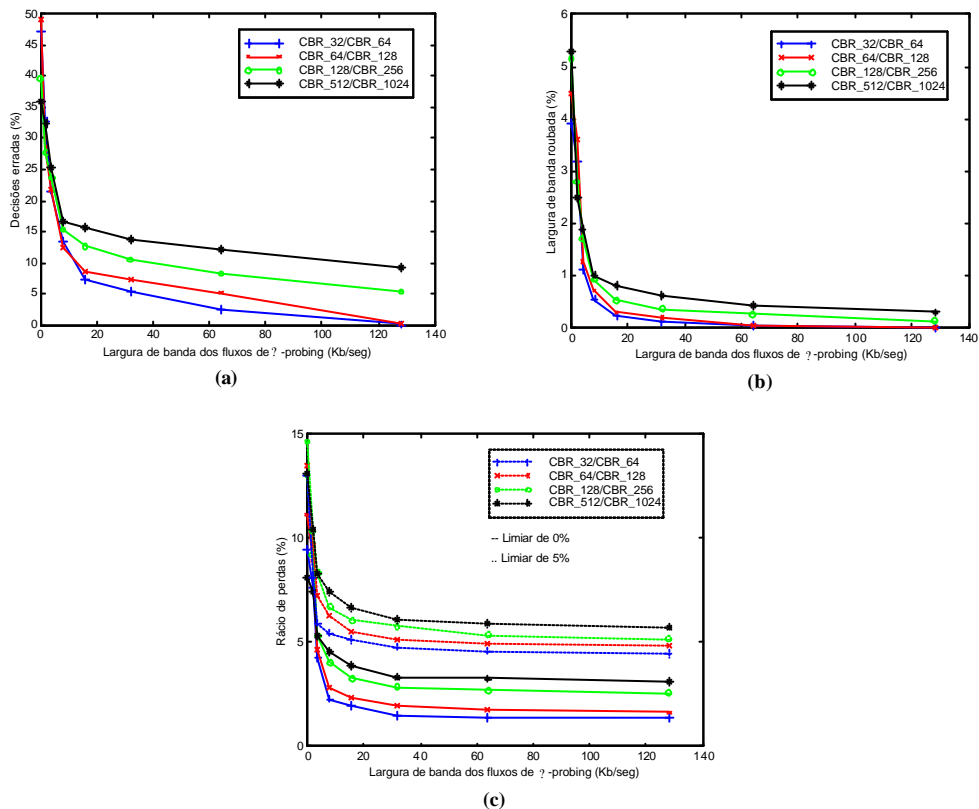 50
45
40
35
30
25
20
15
10
5
0
0 20 40 60 80 100 120 140
Decisões erradas (%)
Largura de banda dos fluxos de ? -probing (Kb/seg)
CBR_32/CBR_64
CBR_64/CBR_128
CBR_128/CBR_256
CBR_512/CBR_1024
(a)
6
5
4
3
2
1
0
0 20 40 60 80 100 120 140
Largura de banda roubada (%)
Largura de banda dos fluxos de ? -probing (Kb/seg)
CBR_32/CBR_64
CBR_64/CBR_128
CBR_128/CBR_256
CBR_512/CBR_1024
(b)
15
10
5
0
0 20 40 60 80 100 120 140
Rácio de perdas (%)
Largura de banda dos fluxos de ? -probing (Kb/seg)
CBR_32/CBR_64
CBR_64/CBR_128
CBR_128/CBR_256
CBR_512/CBR_1024
-- Limiar de 0%
.. Limiar de 5%
(c)